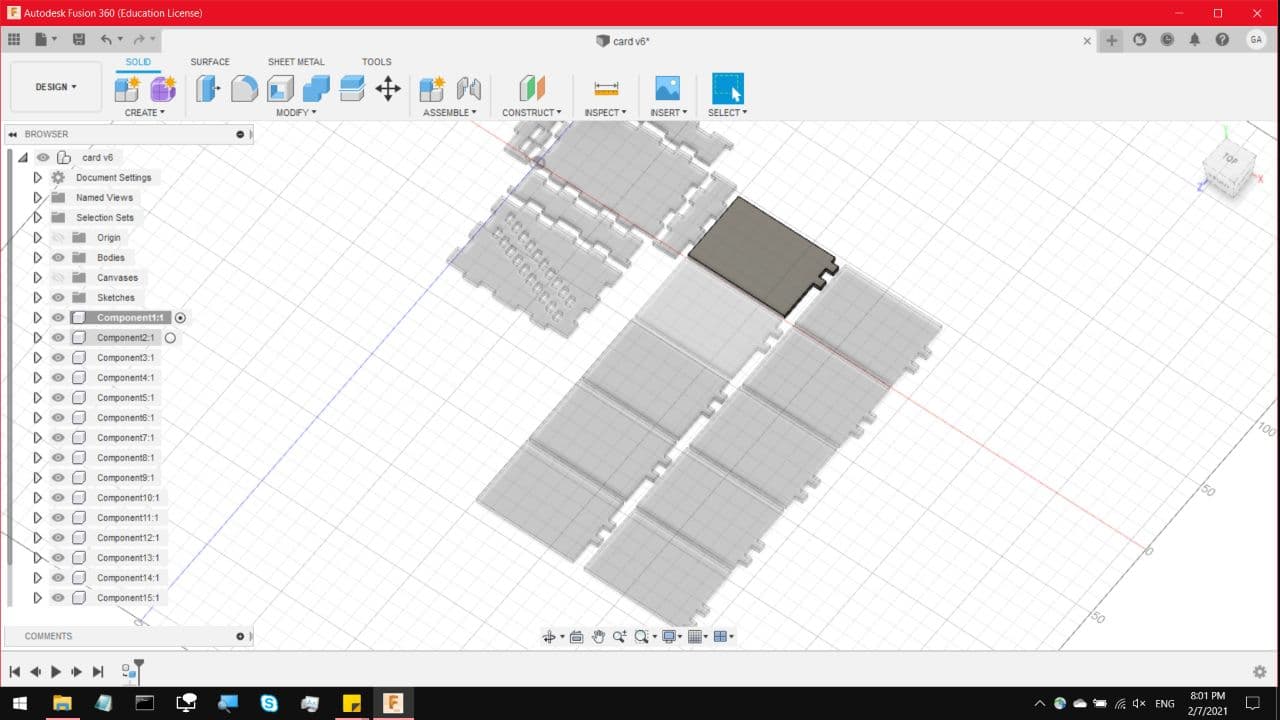 Autodesk Fusion 360 (Education License)
card v6*
GA
SOLID SURFACE SHEET METAL TOOLS
DESIGN
CREATE MODIFY ASSEMBLE CONSTRUCT INSPECT INSERT SELECT
BROWSER
card v6
Document Settings
Named Views
Selection Sets
Origin
Bodies
Canvases
Sketches
Component1:1
Component2:1
Component3:1
Component4:1
Component5:1
Component6:1
Component7:1
Component8:1
Component9:1
Component10:1
Component11:1
Component12:1
Component13:1
Component14:1
Component15:1
COMMENTS
TOP
Y
X
Z
100
50
0
50
ENG
8:01 PM
2/7/2021